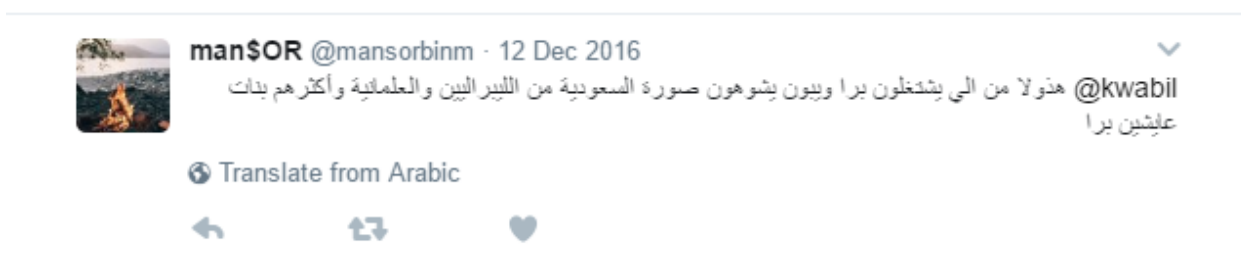 man$OR @mansorbinm · 12 Dec 2016
@kwabil هذولا من الي يشتغلون برا ويبون يشوهون صورة السعودية من الليبراليين والعلمانية وأكثرهم بنات
عايشين برا
Translate from Arabic